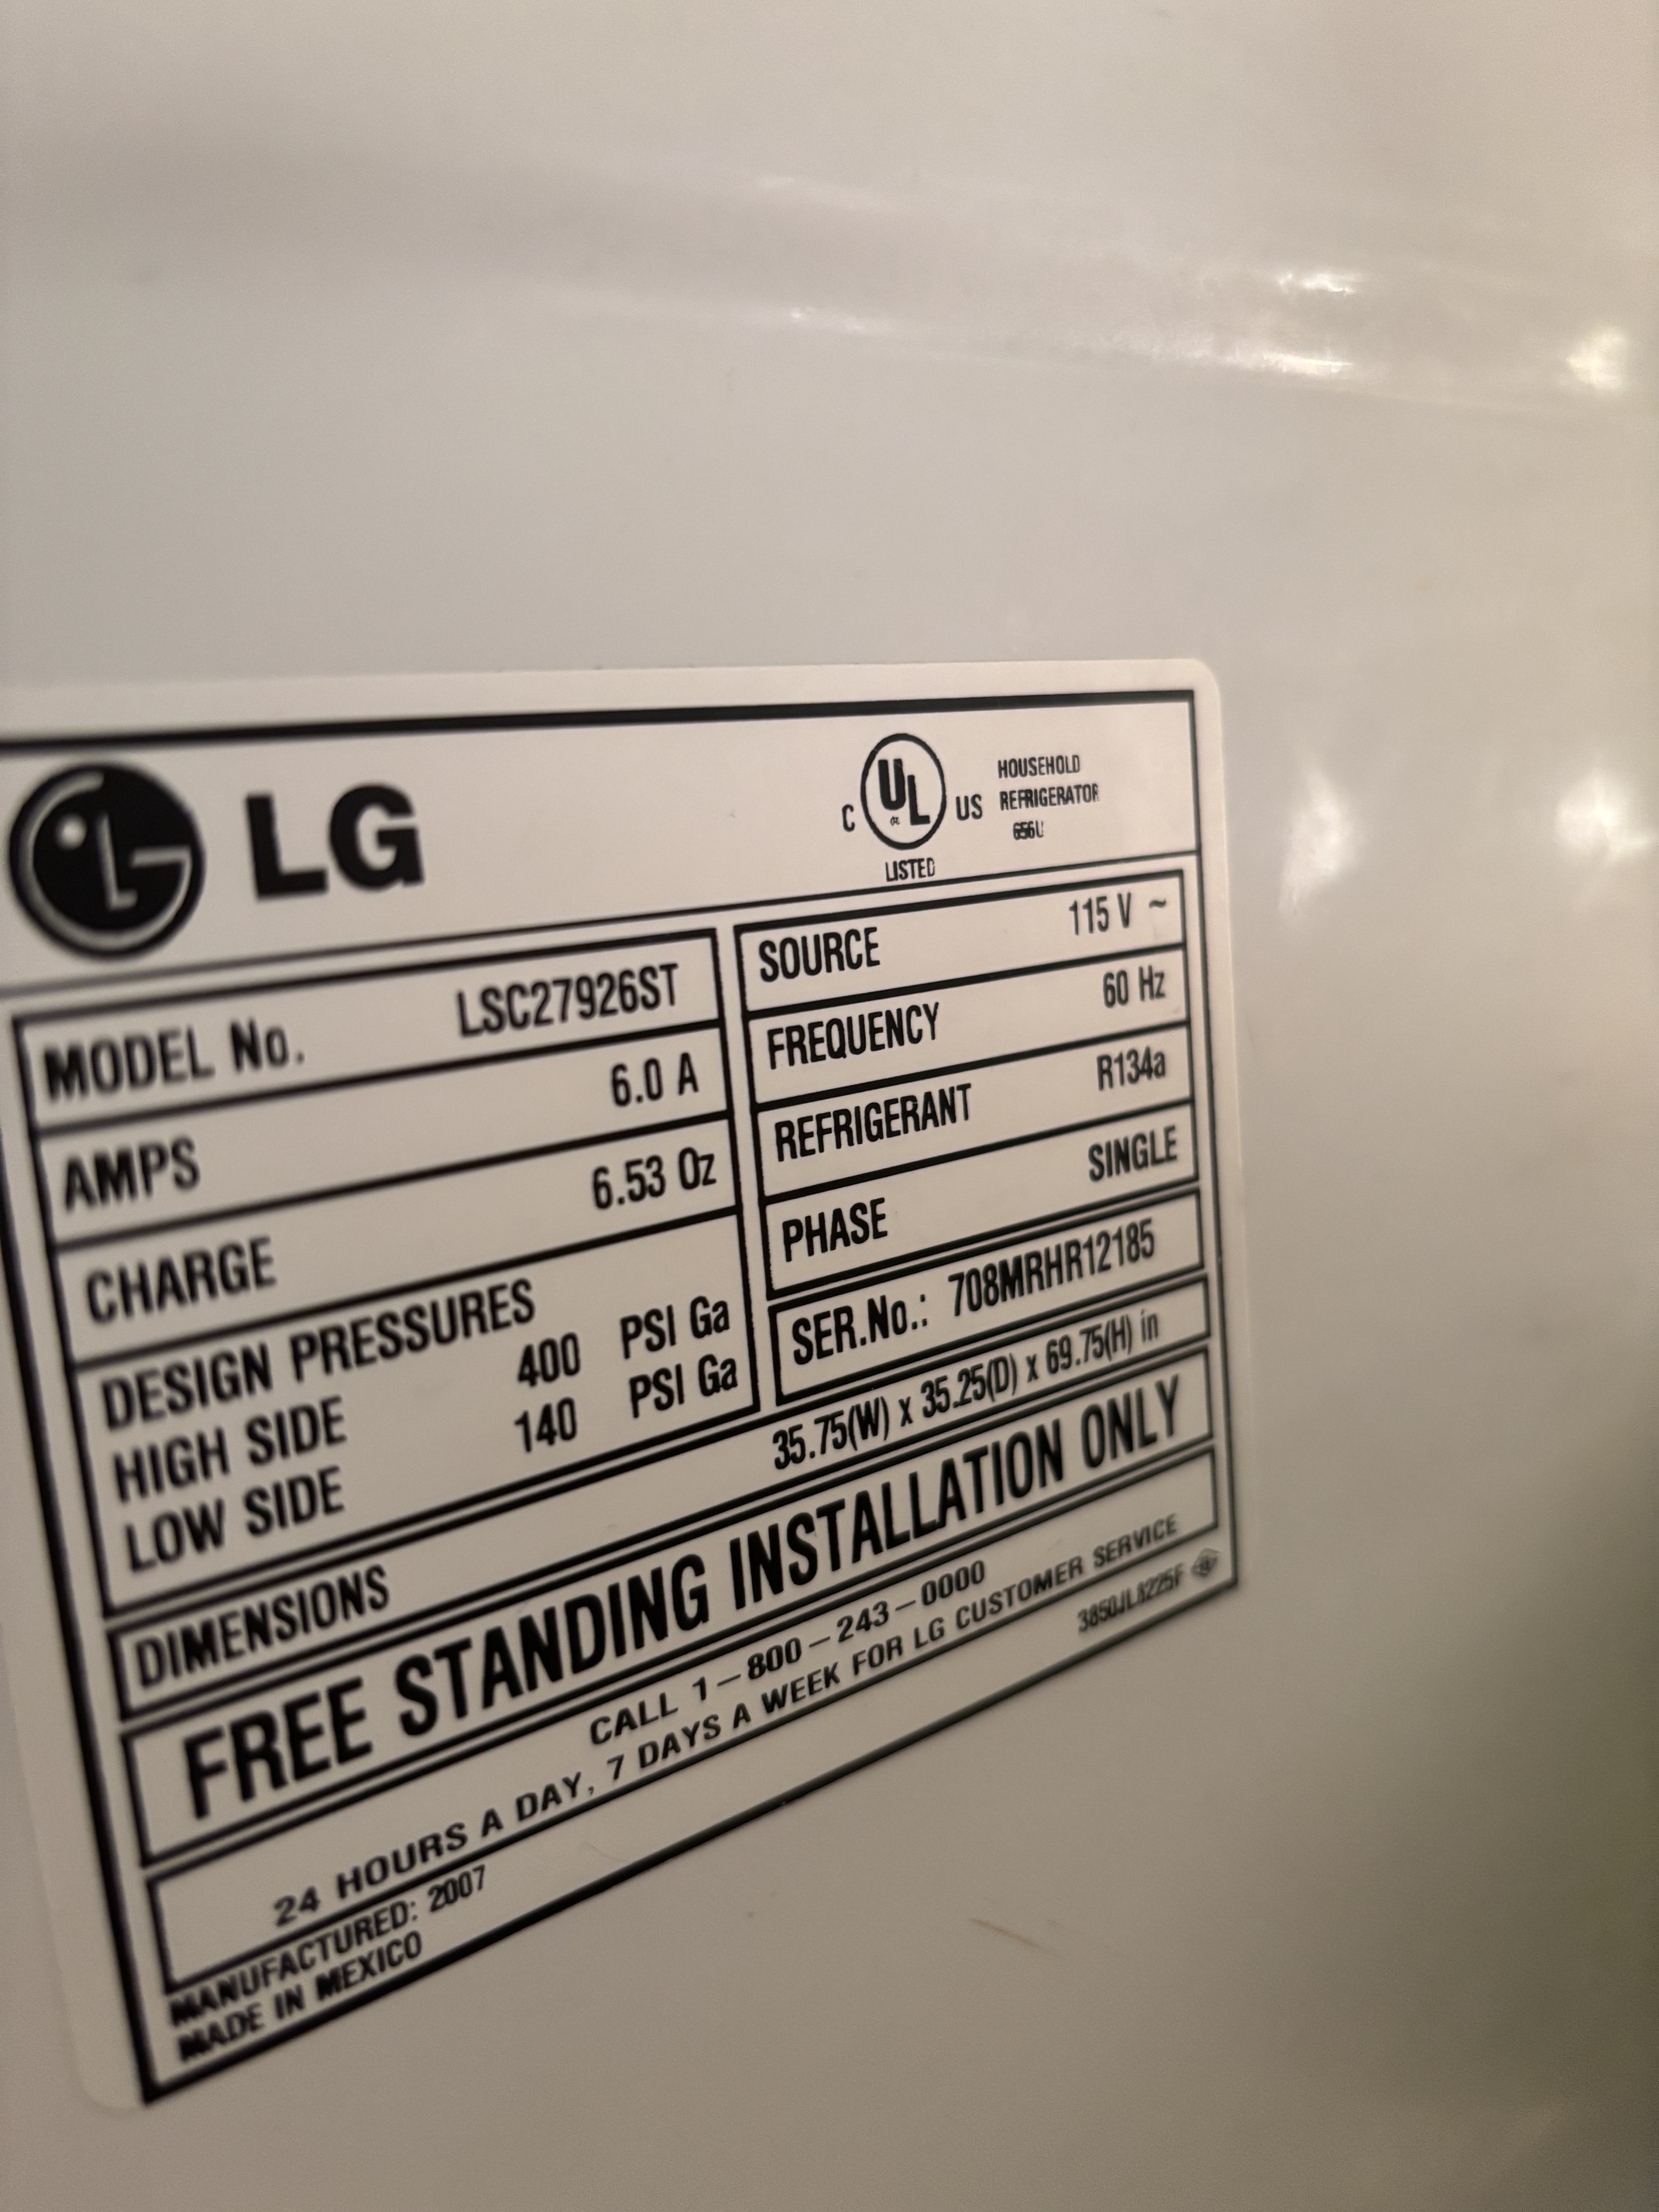 LG
C UL US
LISTED
HOUSEHOLD
REFRIGERATOR
656U
MODEL No. LSC27926ST
AMPS 6.0 A
CHARGE 6.53 Oz
DESIGN PRESSURES
HIGH SIDE 400 PSI Ga
LOW SIDE 140 PSI Ga
SOURCE 115 V ~
FREQUENCY 60 Hz
REFRIGERANT R134a
PHASE SINGLE
SER.No.: 708MRHR12185
DIMENSIONS 35.75(W) x 35.25(D) x 69.75(H) in
FREE STANDING INSTALLATION ONLY
CALL 1-800-243-0000
24 HOURS A DAY, 7 DAYS A WEEK FOR LG CUSTOMER SERVICE
MANUFACTURED: 2007
MADE IN MEXICO
3850JL8225F